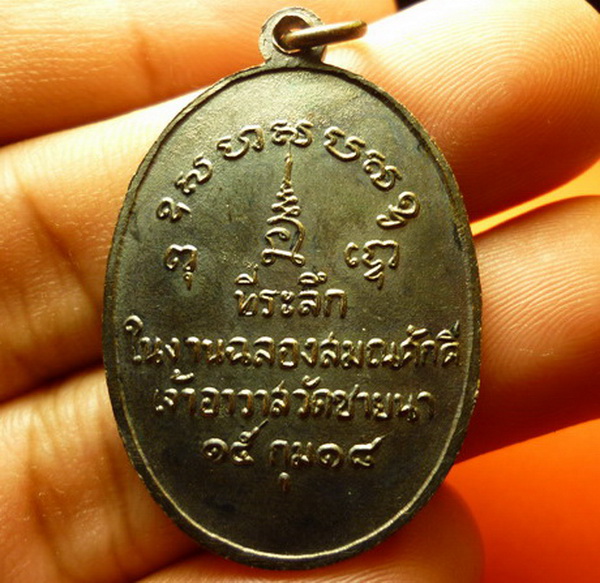 ที่ระลึก
ในงานฉลองสมณศักดิ์
เจ้าอาวาสวัดชายนา
๑๕ กุม ๑๘